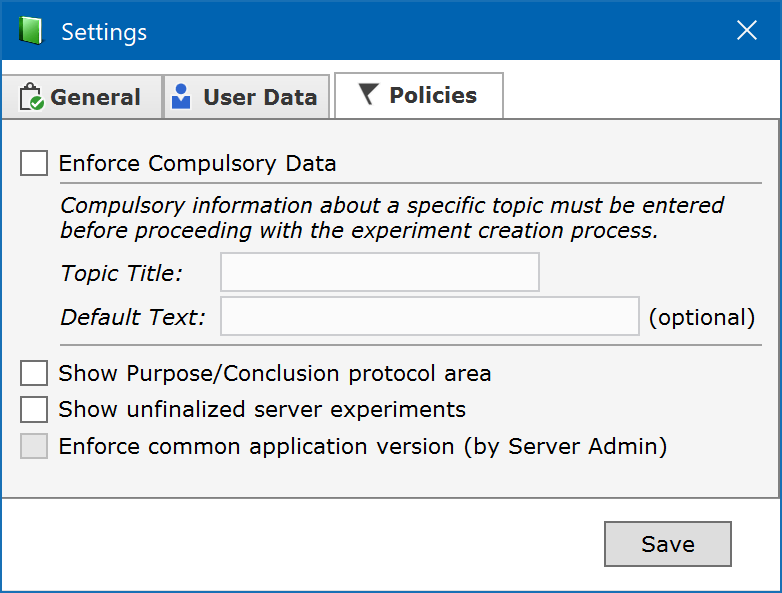 Settings
General User Data Policies
Enforce Compulsory Data
Compulsory information about a specific topic must be entered
before proceeding with the experiment creation process.
Topic Title:
Default Text: (optional)
Show Purpose/Conclusion protocol area
Show unfinalized server experiments
Enforce common application version (by Server Admin)
Save